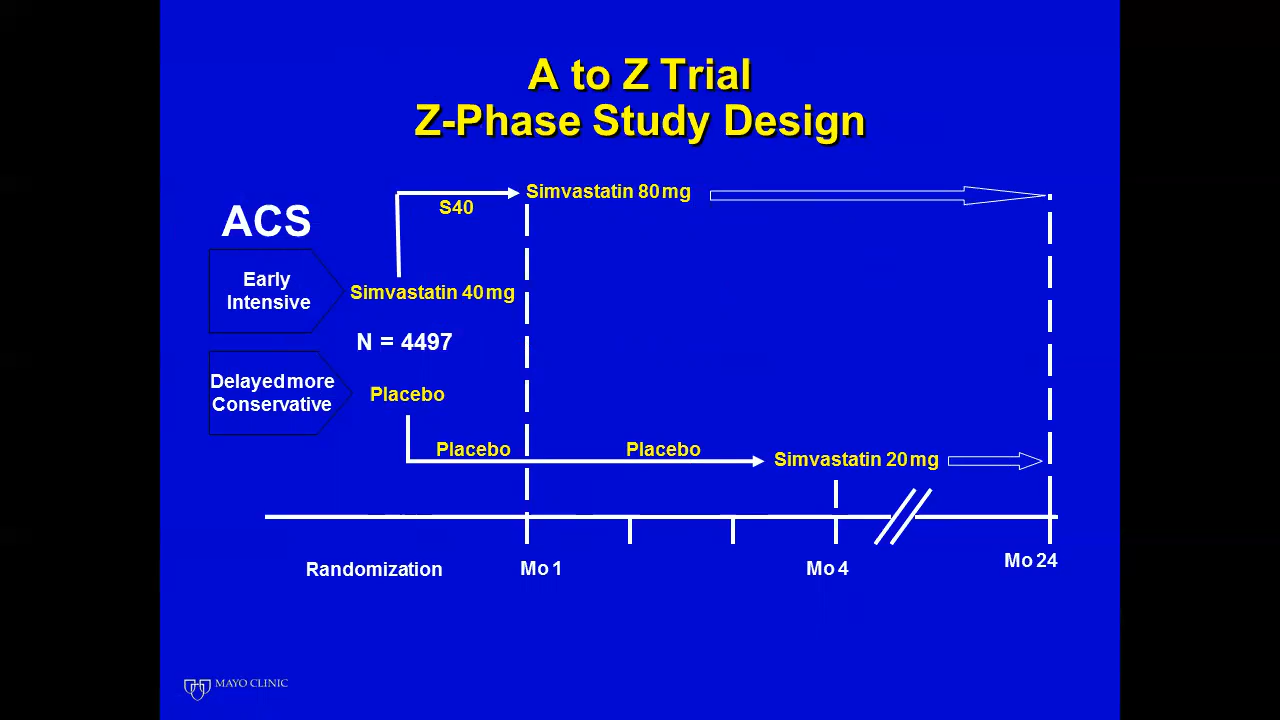 A to Z Trial
Z-Phase Study Design
ACS
Simvastatin 80 mg
S40
Early
Intensive
Simvastatin 40 mg
N = 4497
Delayed more
Conservative
Placebo
Placebo
Placebo
Simvastatin 20 mg
Randomization
Mo 1
Mo 4
Mo 24
MAYO CLINIC